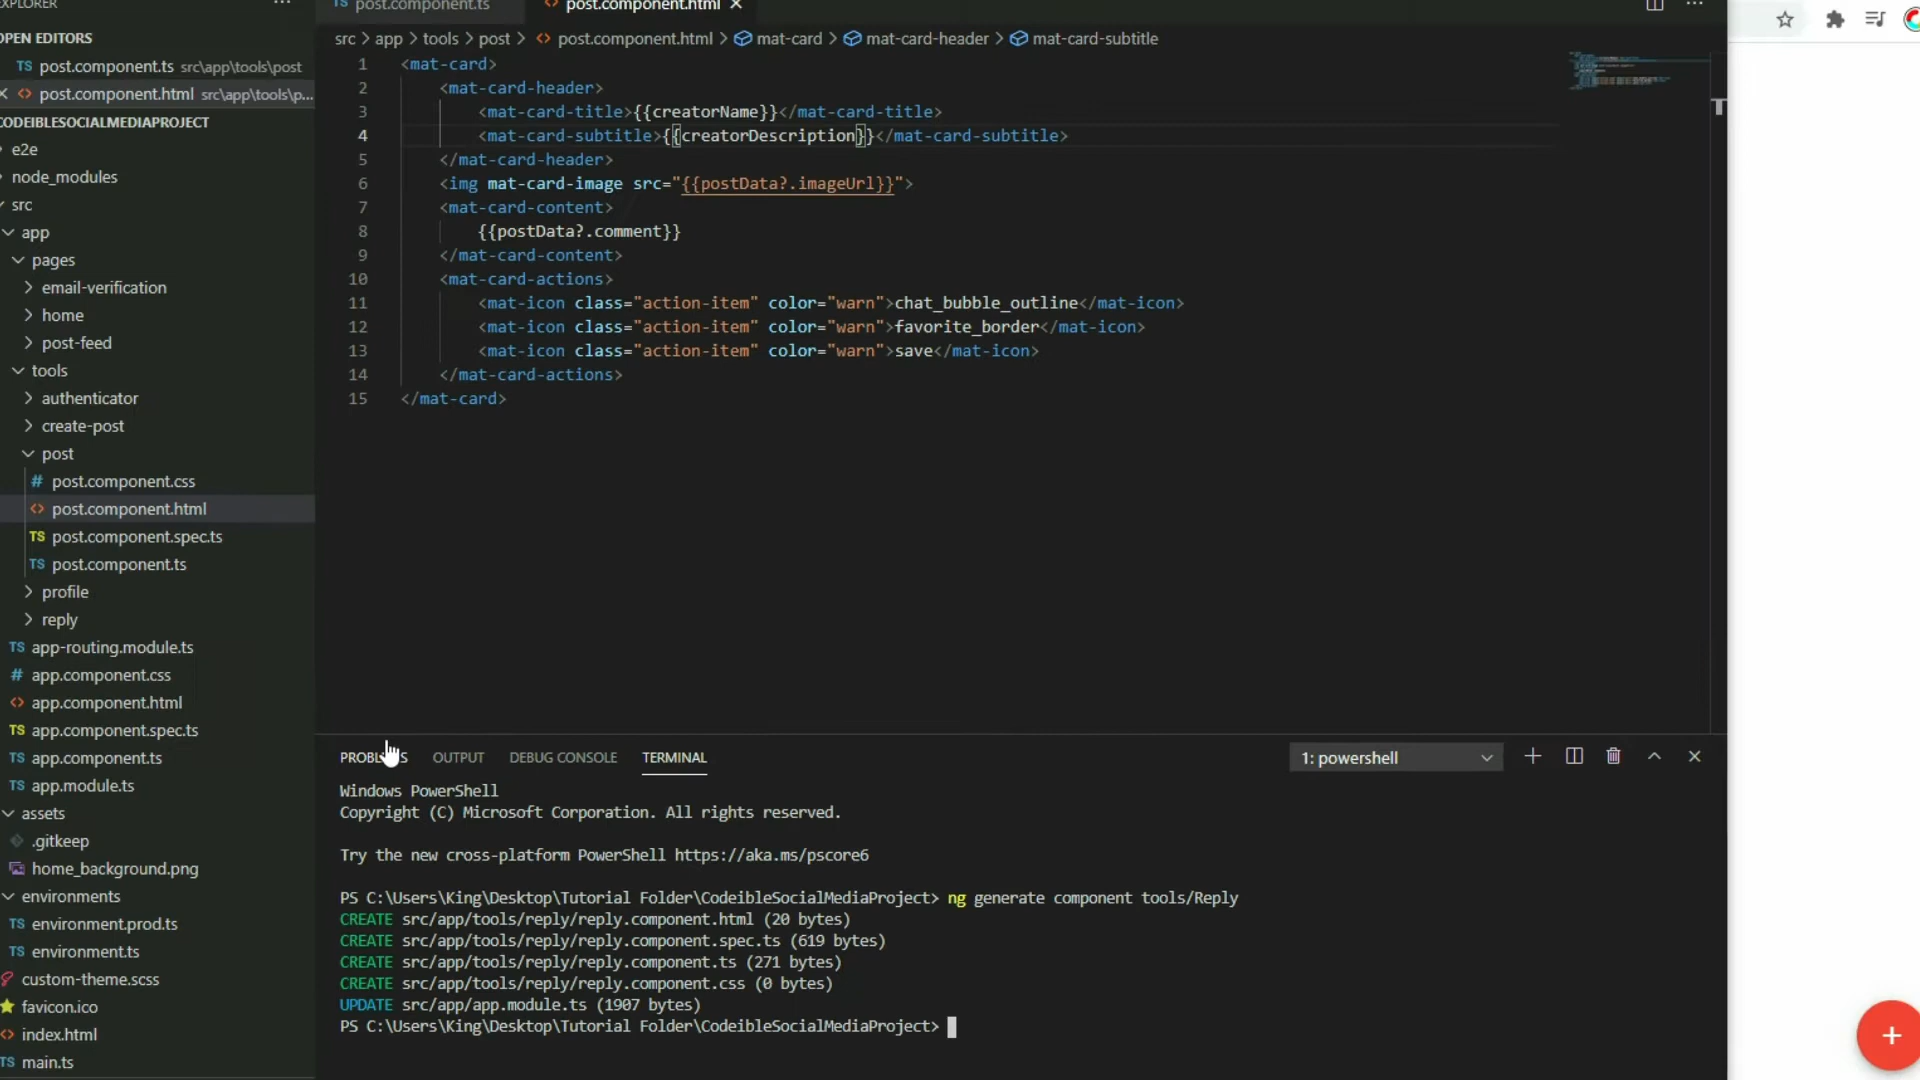 EXPLORER
OPEN EDITORS
TS post.component.ts src\app\tools\post
post.component.html src\app\tools\p...
CODEIBLESOCIALMEDIAPROJECT
e2e
node_modules
src
app
pages
email-verification
home
post-feed
tools
authenticator
create-post
post
# post.component.css
post.component.html
TS post.component.spec.ts
TS post.component.ts
profile
reply
TS app-routing.module.ts
# app.component.css
app.component.html
TS app.component.spec.ts
TS app.component.ts
TS app.module.ts
assets
.gitkeep
home_background.png
environments
TS environment.prod.ts
TS environment.ts
custom-theme.scss
favicon.ico
index.html
TS main.ts
TS post.component.ts
post.component.html
src > app > tools > post > post.component.html > mat-card > mat-card-header > mat-card-subtitle
1 <mat-card>
2 <mat-card-header>
3 <mat-card-title>{{creatorName}}</mat-card-title>
4 <mat-card-subtitle>{{creatorDescription}}</mat-card-subtitle>
5 </mat-card-header>
6 <img mat-card-image src="{{postData?.imageUrl}}">
7 <mat-card-content>
8 {{postData?.comment}}
9 </mat-card-content>
10 <mat-card-actions>
11 <mat-icon class="action-item" color="warn">chat_bubble_outline</mat-icon>
12 <mat-icon class="action-item" color="warn">favorite_border</mat-icon>
13 <mat-icon class="action-item" color="warn">save</mat-icon>
14 </mat-card-actions>
15 </mat-card>
OUTPUT DEBUG CONSOLE TERMINAL
1: powershell
Windows PowerShell
Copyright (C) Microsoft Corporation. All rights reserved.
Try the new cross-platform PowerShell https://aka.ms/pscore6
PS C:\Users\King\Desktop\Tutorial Folder\CodeibleSocialMediaProject> ng generate component tools/Reply
CREATE src/app/tools/reply/reply.component.html (20 bytes)
CREATE src/app/tools/reply/reply.component.spec.ts (619 bytes)
CREATE src/app/tools/reply/reply.component.ts (271 bytes)
CREATE src/app/tools/reply/reply.component.css (0 bytes)
UPDATE src/app/app.module.ts (1907 bytes)
PS C:\Users\King\Desktop\Tutorial Folder\CodeibleSocialMediaProject>